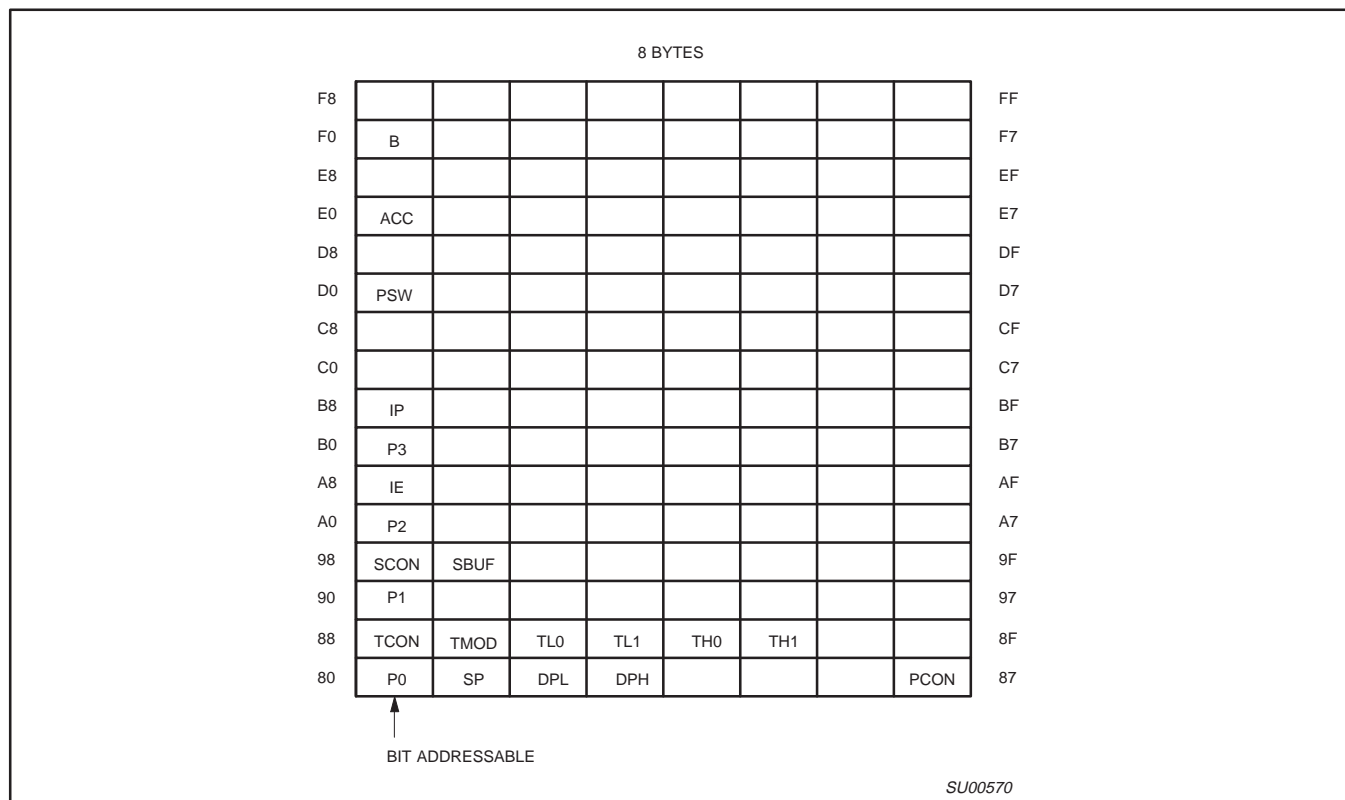 8 BYTES
F8 FF
F0 B F7
E8 EF
E0 ACC E7
D8 DF
D0 PSW D7
C8 CF
C0 C7
B8 IP BF
B0 P3 B7
A8 IE AF
A0 P2 A7
98 SCON SBUF 9F
90 P1 97
88 TCON TMOD TL0 TL1 TH0 TH1 8F
80 P0 SP DPL DPH PCON 87
BIT ADDRESSABLE
SU00570